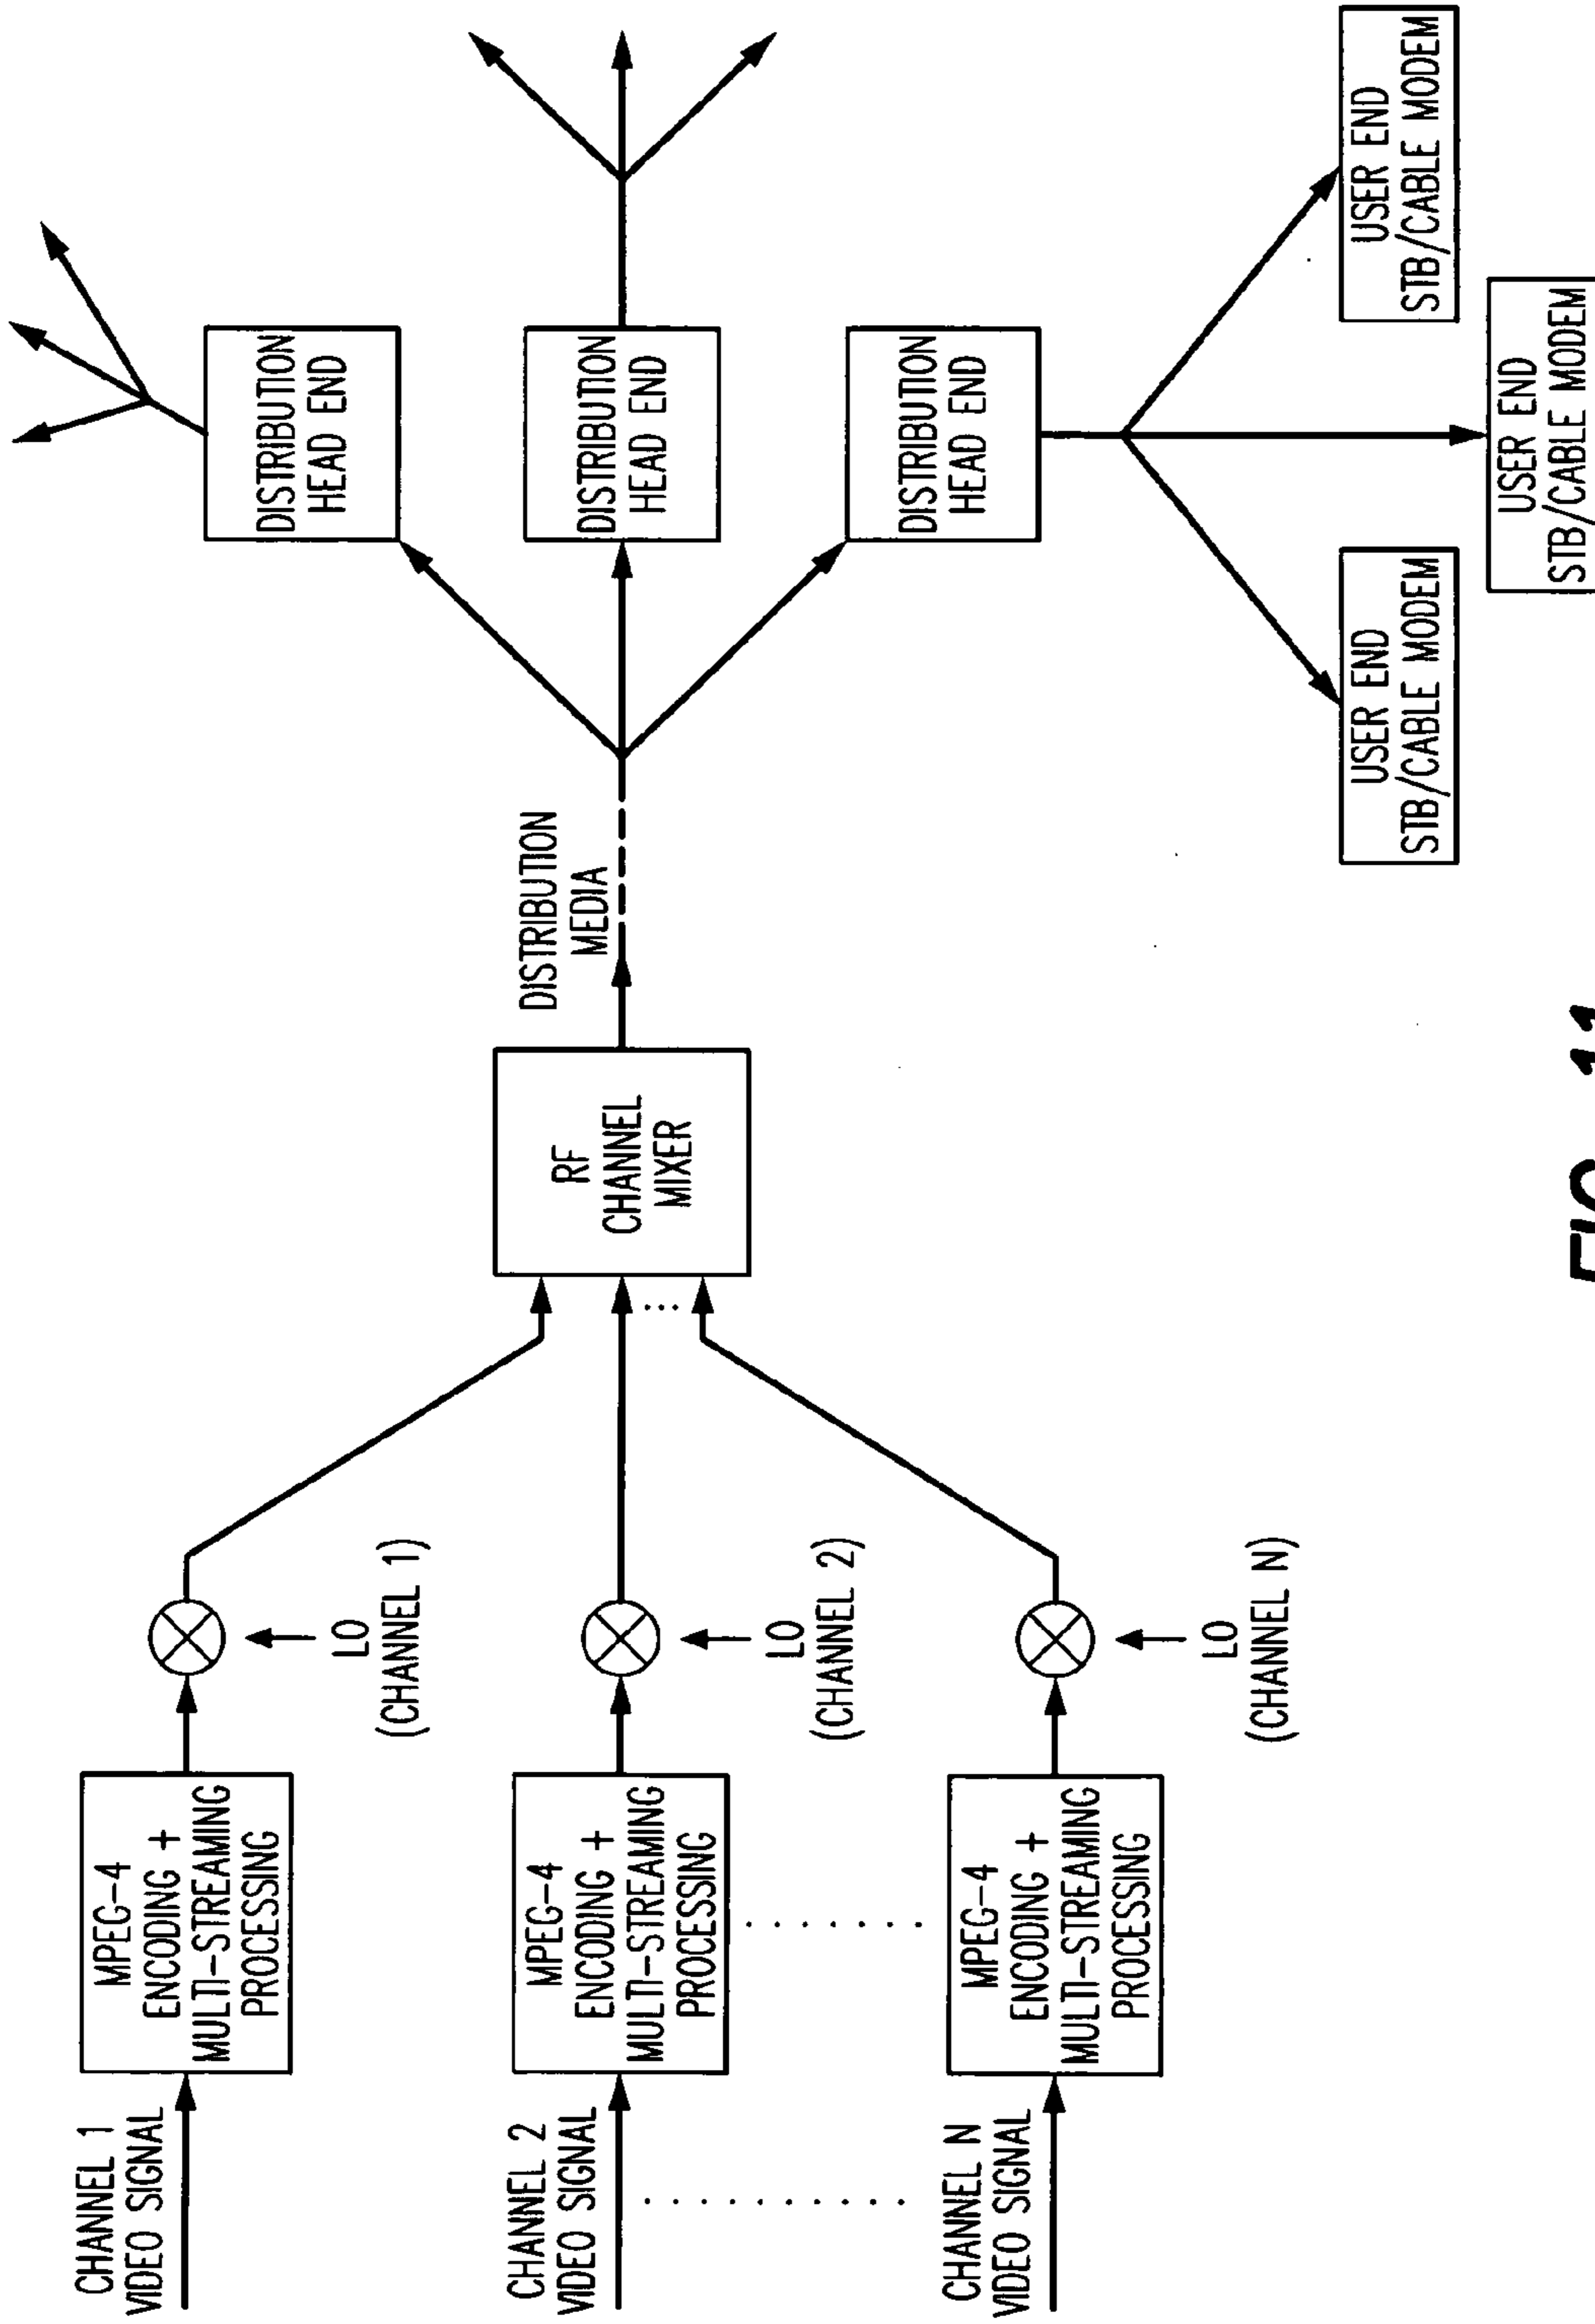 CHANNEL 1
VIDEO SIGNAL
MPEG-4
ENCODING +
MULTI-STREAMING
PROCESSING
LO
(CHANNEL 1)
CHANNEL 2
VIDEO SIGNAL
MPEG-4
ENCODING +
MULTI-STREAMING
PROCESSING
LO
(CHANNEL 2)
CHANNEL N
VIDEO SIGNAL
MPEG-4
ENCODING +
MULTI-STREAMING
PROCESSING
LO
(CHANNEL N)
RF
CHANNEL
MIXER
DISTRIBUTION
MEDIA
DISTRIBUTION
HEAD END
DISTRIBUTION
HEAD END
DISTRIBUTION
HEAD END
USER END
STB/CABLE MODEM
USER END
STB/CABLE MODEM
USER END
STB/CABLE MODEM
FIG. 11